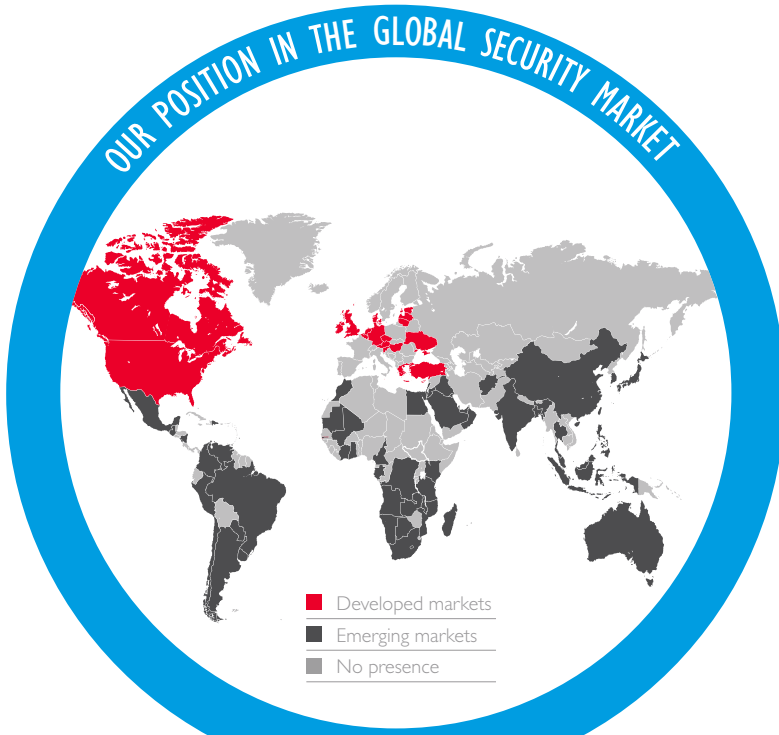 OUR POSITION IN THE GLOBAL SECURITY MARKET
Developed markets
Emerging markets
No presence